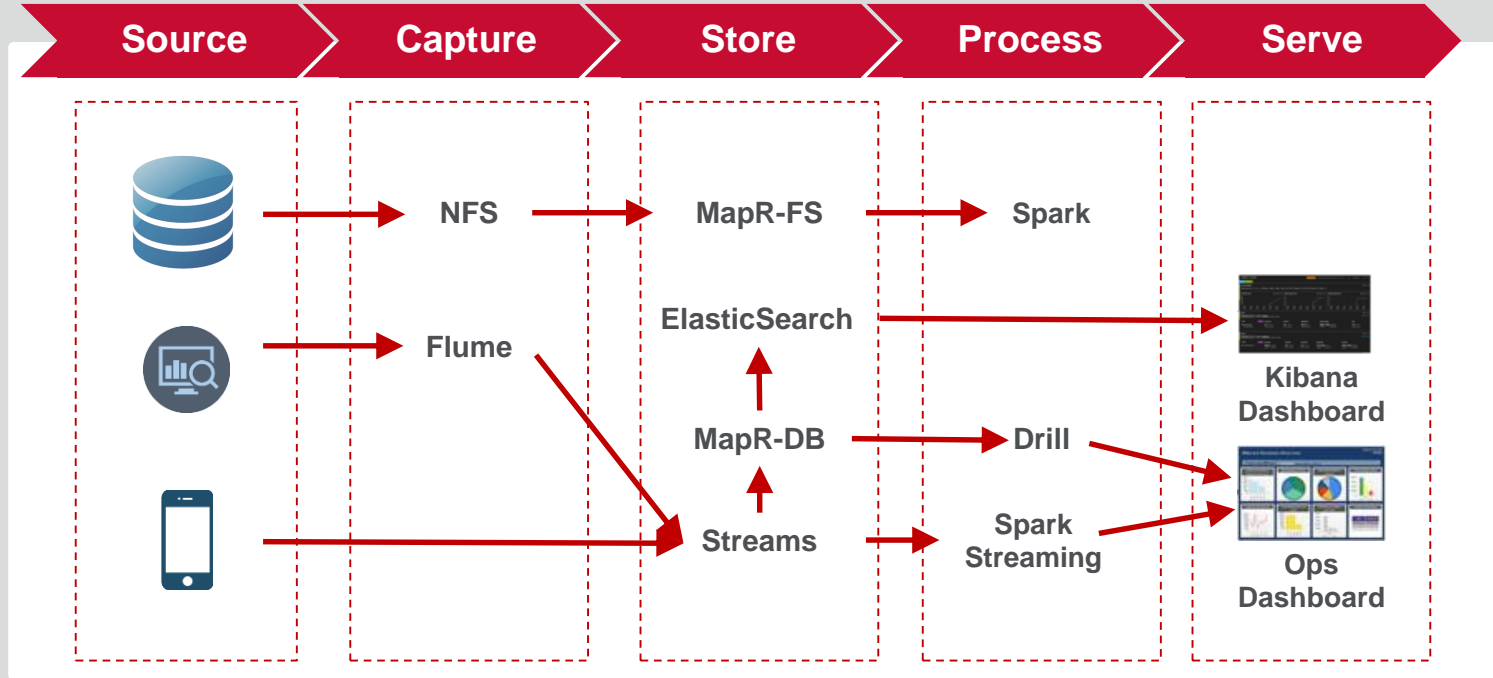 Source
Capture
Store
Process
Serve
NFS
MapR-FS
Spark
ElasticSearch
Flume
Kibana
Dashboard
MapR-DB
Drill
Streams
Spark
Streaming
Ops
Dashboard